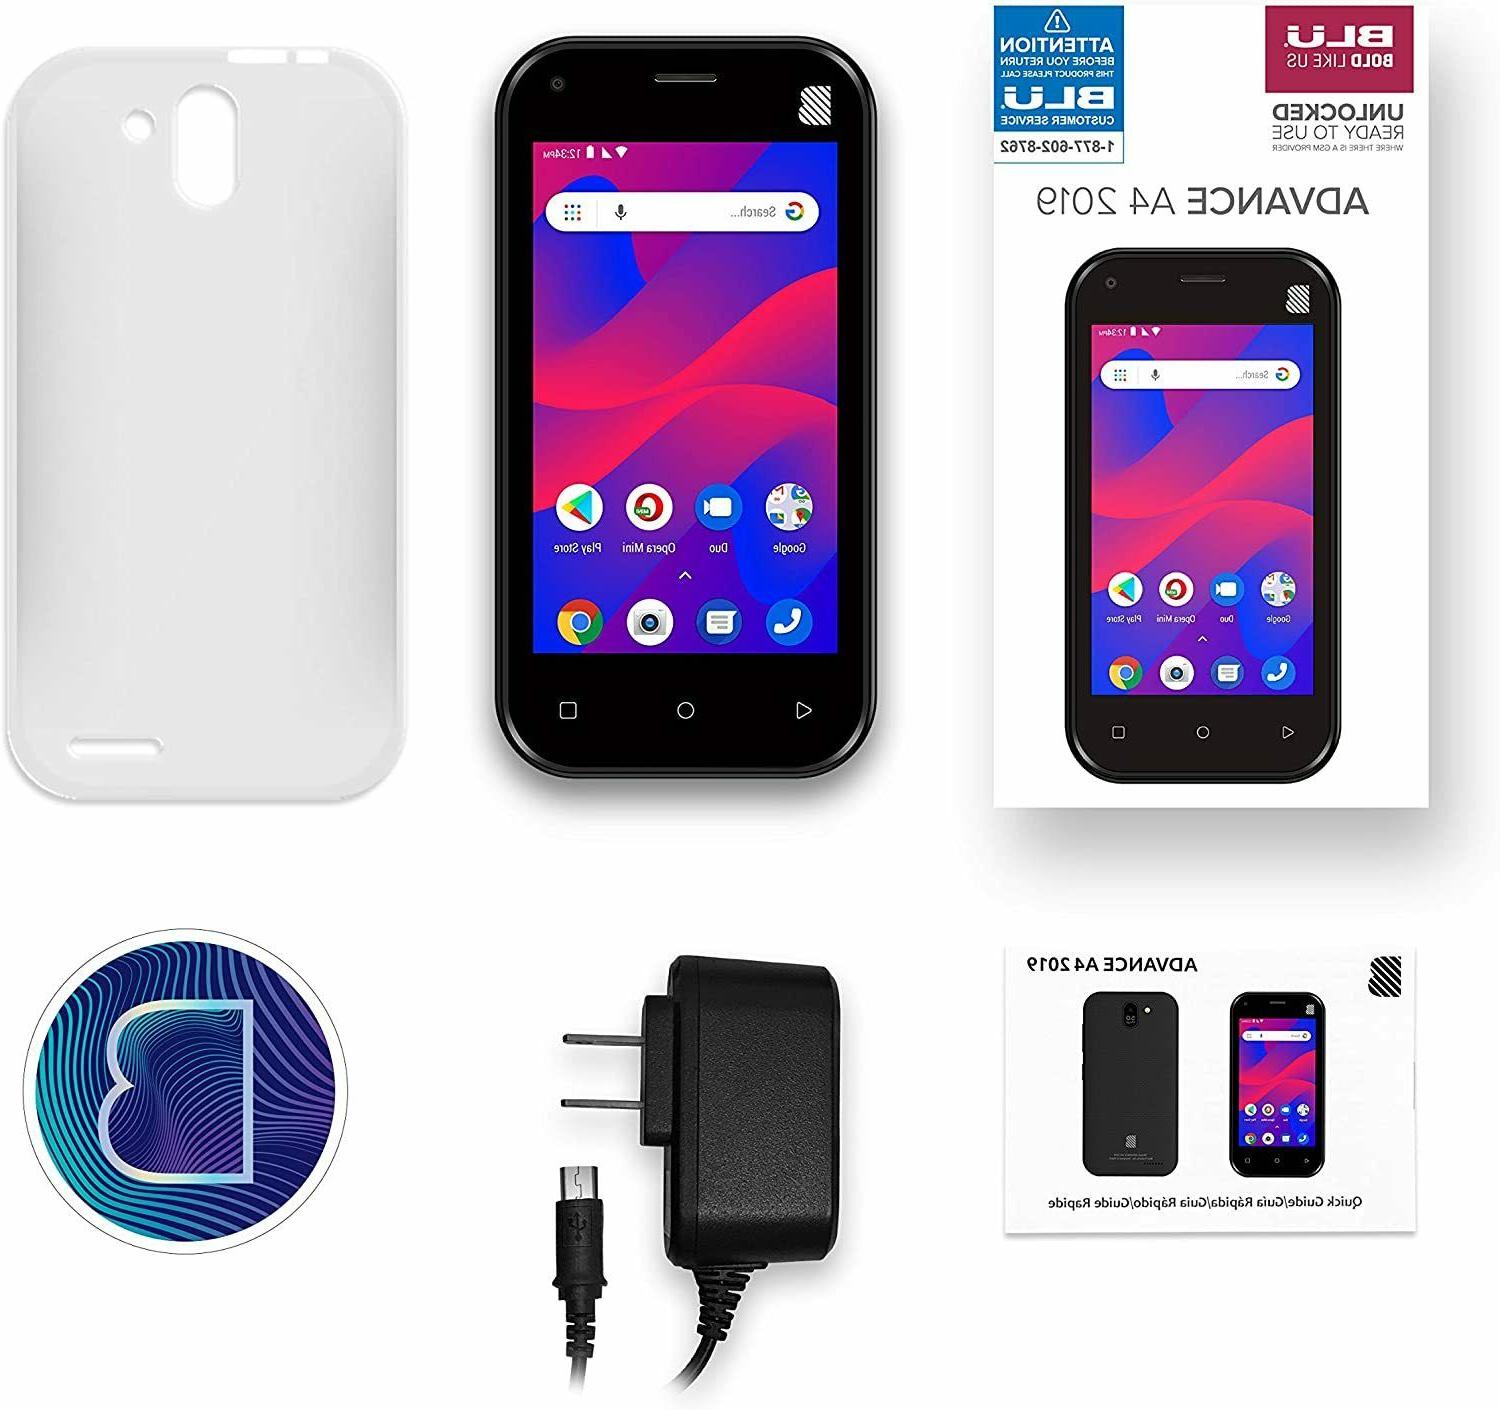 BLU
BOLD LIKE US
ATTENTION
BEFORE YOU RETURN
THIS PRODUCT PLEASE CALL
BLU
CUSTOMER SERVICE
1-877-602-8762
UNLOCKED
READY TO USE
WHERE THERE IS A GSM PROVIDER
ADVANCE A4 2019
12:34PM
Search...
Google
Duo
Opera Mini
Play Store
12:34PM
Search...
Google
Duo
Opera Mini
Play Store
ADVANCE A4 2019
Quick Guide/Guia Rápida/Guia Rápido/Guide Rapide